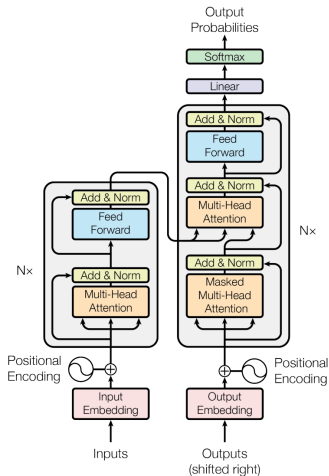 Output
Probabilities
Softmax
Linear
Add & Norm
Feed
Forward
Add & Norm
Multi-Head
Attention
Add & Norm
Masked
Multi-Head
Attention
N×
Add & Norm
Feed
Forward
Add & Norm
Multi-Head
Attention
N×
Positional
Encoding
Positional
Encoding
Input
Embedding
Output
Embedding
Inputs
Outputs
(shifted right)